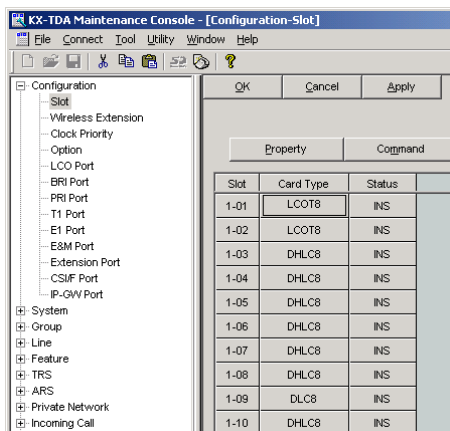 KX-TDA Maintenance Console - [Configuration-Slot]
File Connect Tool Utility Window Help
Configuration
Slot
Wireless Extension
Clock Priority
Option
LCO Port
BRI Port
PRI Port
T1 Port
E1 Port
E&M Port
Extension Port
CSI/F Port
IP-GW Port
System
Group
Line
Feature
TRS
ARS
Private Network
Incoming Call
OK Cancel Apply
Property Command
Slot Card Type Status
1-01 LCOT8 INS
1-02 LCOT8 INS
1-03 DHLC8 INS
1-04 DHLC8 INS
1-05 DHLC8 INS
1-06 DHLC8 INS
1-07 DHLC8 INS
1-08 DHLC8 INS
1-09 DLC8 INS
1-10 DHLC8 INS